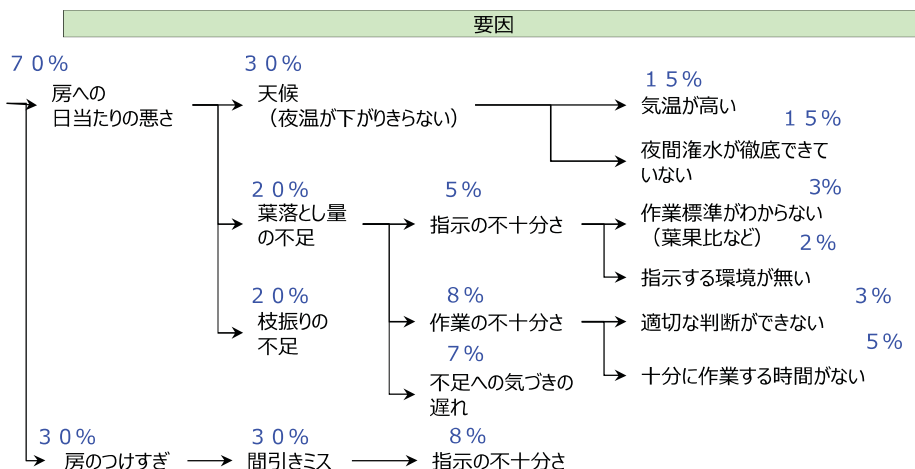 要因
７０%
３０%
１５%
房への
日当たりの悪さ
天候
（夜温が下がりきらない）
気温が高い
１５%
夜間潅水が徹底できて
いない
２０%
５%
3%
葉落とし量
の不足
指示の不十分さ
作業標準がわからない
（葉果比など）
２%
指示する環境が無い
２０%
８%
３%
枝振りの
不足
作業の不十分さ
適切な判断ができない
５%
７%
不足への気づきの
遅れ
十分に作業する時間がない
３０%
３０%
８%
房のつけすぎ
間引きミス
指示の不十分さ